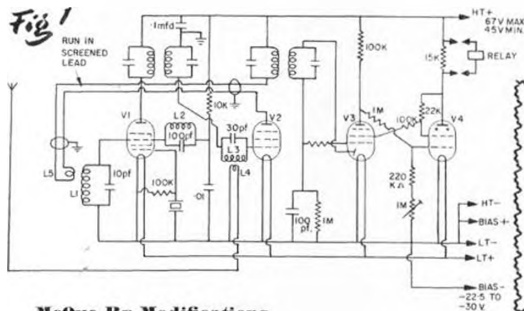 Fig 1
RUN IN
SCREENED
LEAD
·1mfd
HT+
67V MAX
45V MIN.
100K
15K
RELAY
10K
V1
L2
100pf
V2
30pf
L3
L4
L5
L1
10pf
100K
·01
V3
1M
100K
22K
V4
220
KΩ
1M
100
pf.
1M
HT-
BIAS+
LT-
LT+
BIAS-
-22·5 TO
-30V.